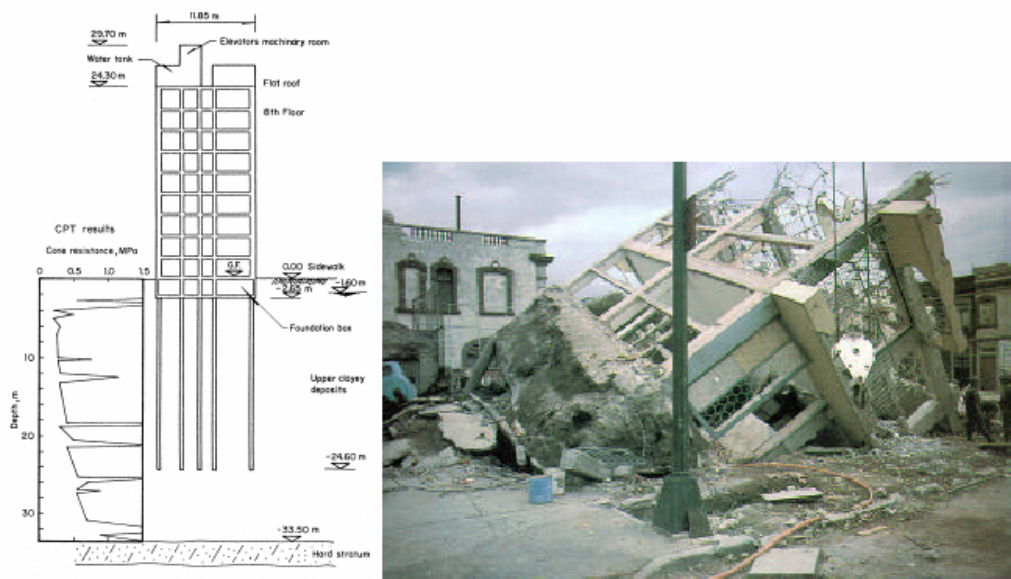 11.85 m
29.70 m
Elevators machinery room
Water tank
24.30 m
Flat roof
8th Floor
CPT results
Cone resistance, MPa
0 0.5 1.0 1.5
G.F.
0.00 Sidewalk
-1.60 m
Foundation box
10
Upper clayey
deposits
Depth, m
20
-24.60 m
30
-33.50 m
Hard stratum